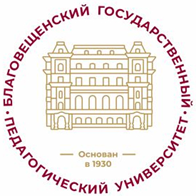 БЛАГОВЕЩЕНСКИЙ ГОСУДАРСТВЕННЫЙ
ПЕДАГОГИЧЕСКИЙ УНИВЕРСИТЕТ
Основан
в 1930